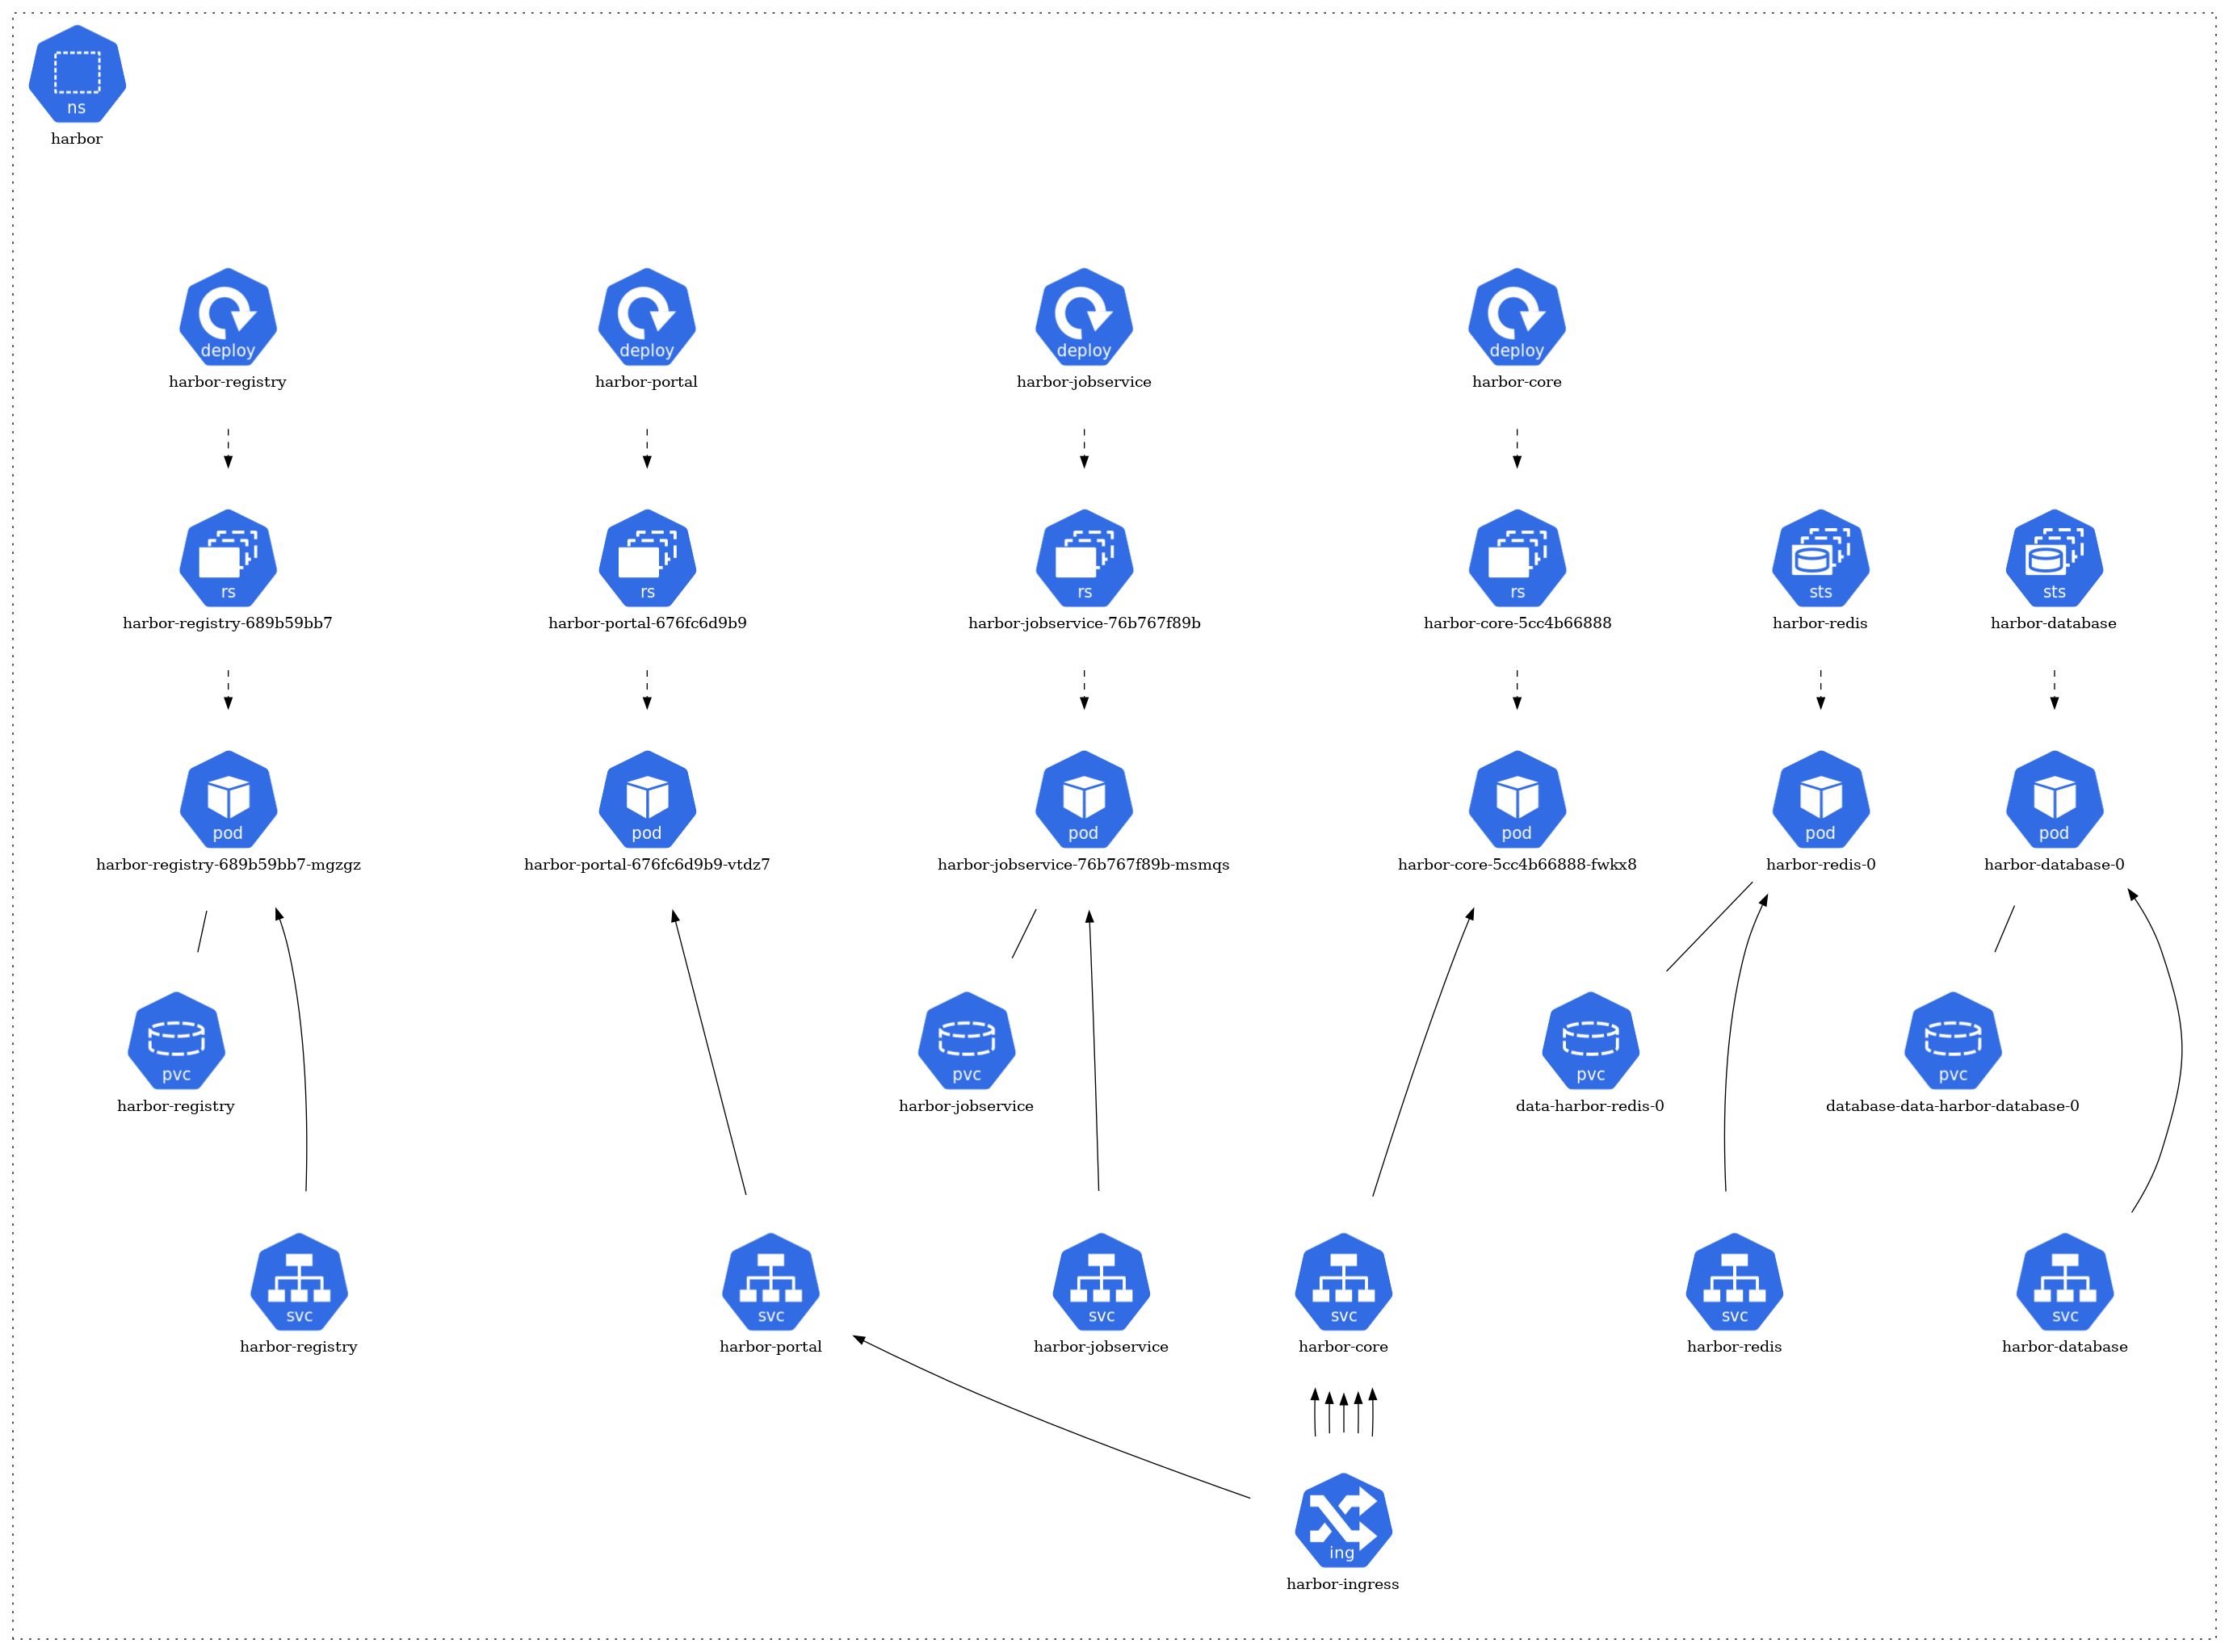 ns
harbor
deploy
harbor-registry
deploy
harbor-portal
deploy
harbor-jobservice
deploy
harbor-core
rs
harbor-registry-689b59bb7
rs
harbor-portal-676fc6d9b9
rs
harbor-jobservice-76b767f89b
rs
harbor-core-5cc4b66888
sts
harbor-redis
sts
harbor-database
pod
harbor-registry-689b59bb7-mgzgz
pod
harbor-portal-676fc6d9b9-vtdz7
pod
harbor-jobservice-76b767f89b-msmqs
pod
harbor-core-5cc4b66888-fwkx8
pod
harbor-redis-0
pod
harbor-database-0
pvc
harbor-registry
pvc
harbor-jobservice
pvc
data-harbor-redis-0
pvc
database-data-harbor-database-0
svc
harbor-registry
svc
harbor-portal
svc
harbor-jobservice
svc
harbor-core
svc
harbor-redis
svc
harbor-database
ing
harbor-ingress